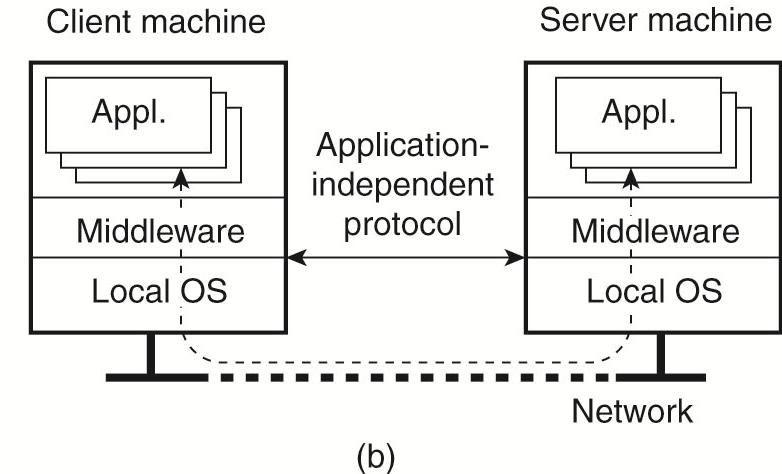 Client machine
Server machine
Appl.
Appl.
Application-
independent
protocol
Middleware
Middleware
Local OS
Local OS
Network
(b)